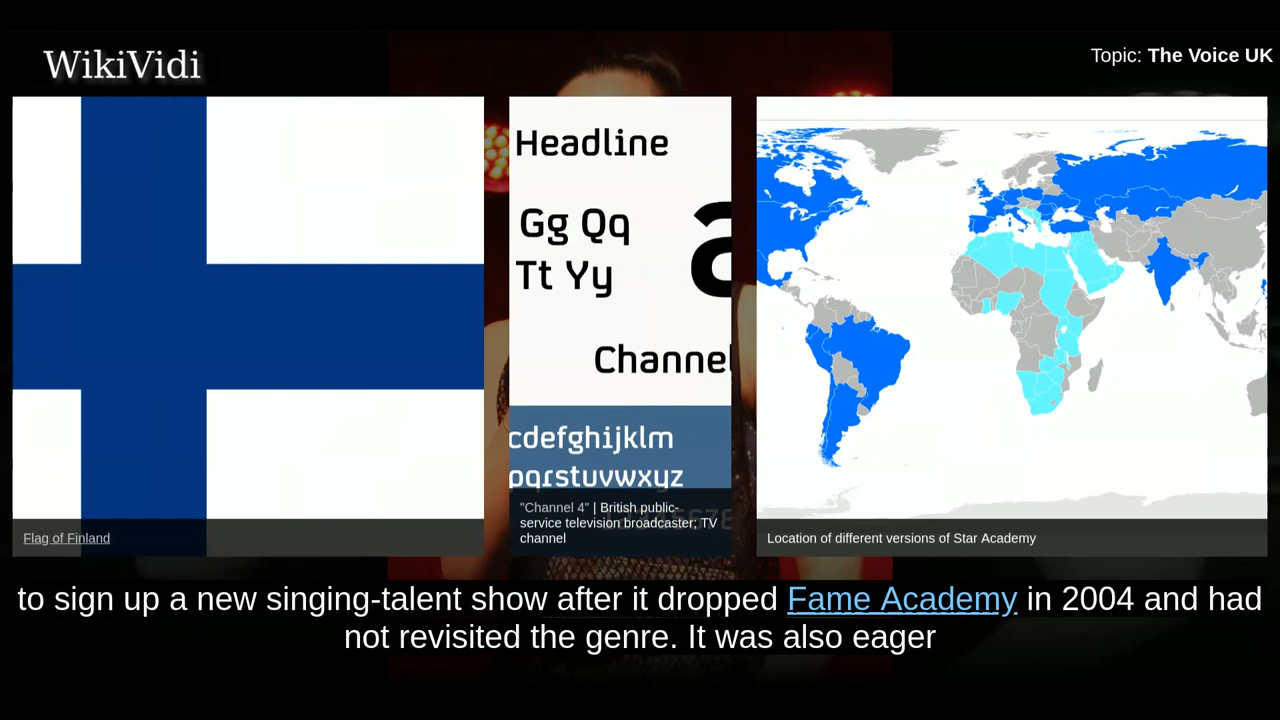 WikiVidi
Topic: The Voice UK
Headline
Gg Qq
Tt Yy
a
Channel
cdefghijklm
pqrstuvwxyz
Flag of Finland
"Channel 4" | British public-
service television broadcaster; TV
channel
Location of different versions of Star Academy
to sign up a new singing-talent show after it dropped Fame Academy in 2004 and had
not revisited the genre. It was also eager